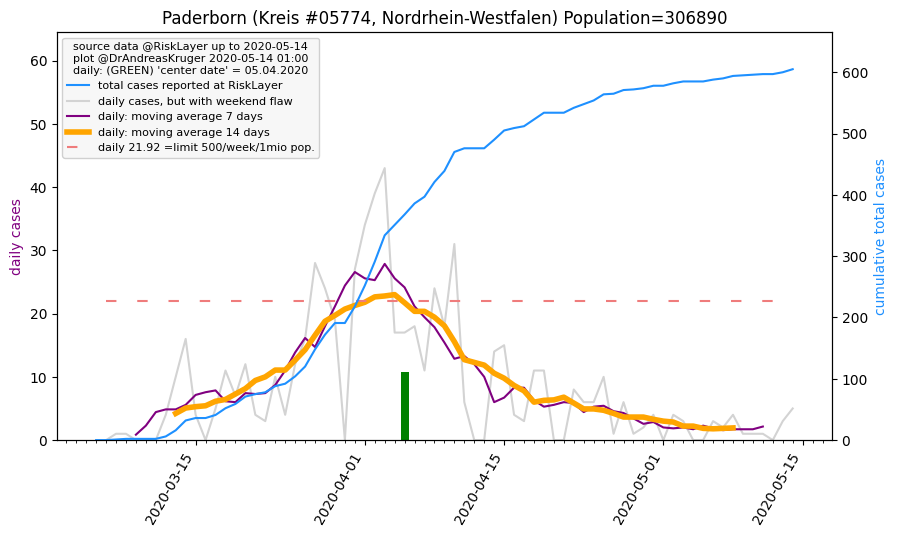 Paderborn (Kreis #05774, Nordrhein-Westfalen) Population=306890
source data @RiskLayer up to 2020-05-14
plot @DrAndreasKruger 2020-05-14 01:00
daily: (GREEN) 'center date' = 05.04.2020
total cases reported at RiskLayer
daily cases, but with weekend flaw
daily: moving average 7 days
daily: moving average 14 days
daily 21.92 =limit 500/week/1mio pop.
daily cases
60
50
40
30
20
10
0
cumulative total cases
600
500
400
300
200
100
0
2020-03-15
2020-04-01
2020-04-15
2020-05-01
2020-05-15